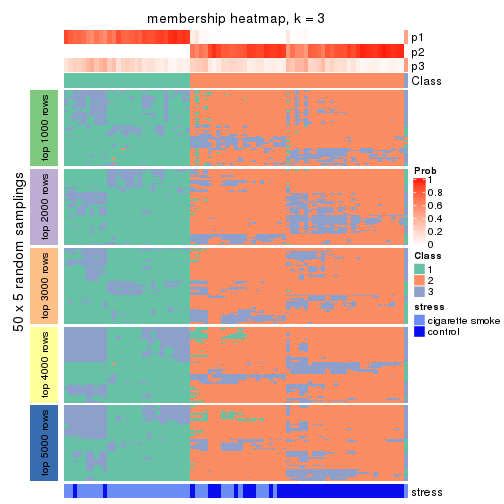 membership heatmap, k = 3
p1
p2
p3
Class
50 x 5 random samplings
top 1000 rows
top 2000 rows
top 3000 rows
top 4000 rows
top 5000 rows
Prob
1
0.8
0.6
0.4
0.2
0
Class
1
2
3
stress
cigarette smoke
control
stress